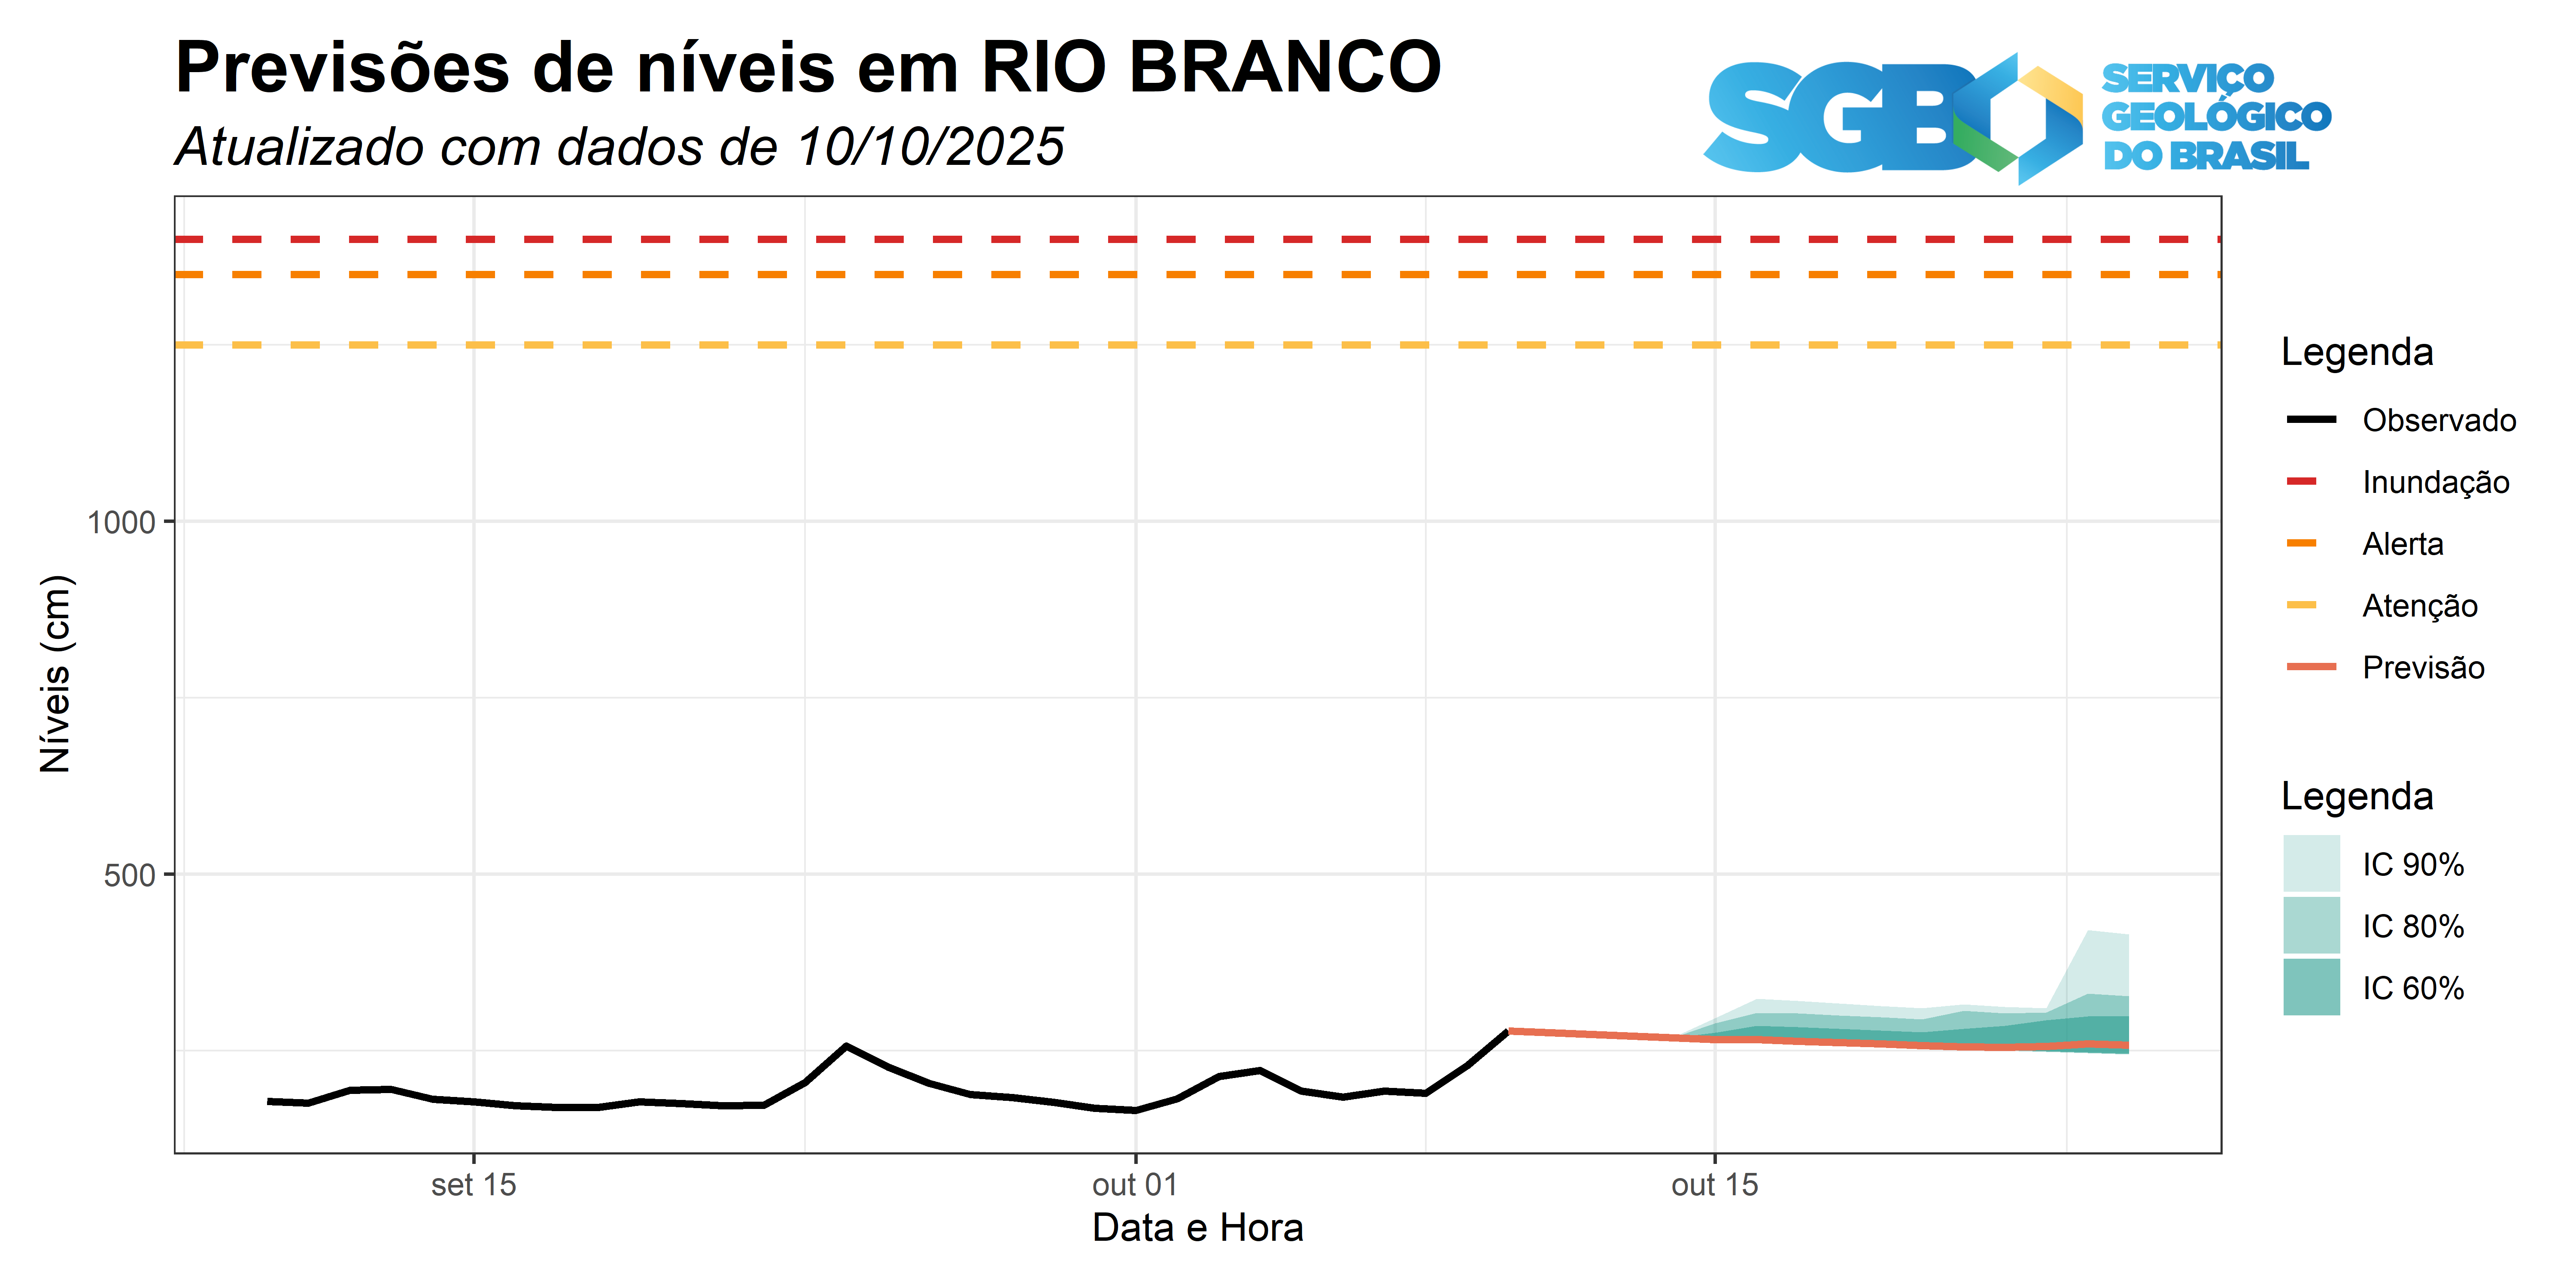 Previsões de níveis em RIO BRANCO
Atualizado com dados de 10/10/2025
SGB
SERVIÇO
GEOLÓGICO
DO BRASIL
Níveis (cm)
1000
500
set 15
out 01
out 15
Data e Hora
Legenda
Observado
Inundação
Alerta
Atenção
Previsão
Legenda
IC 90%
IC 80%
IC 60%